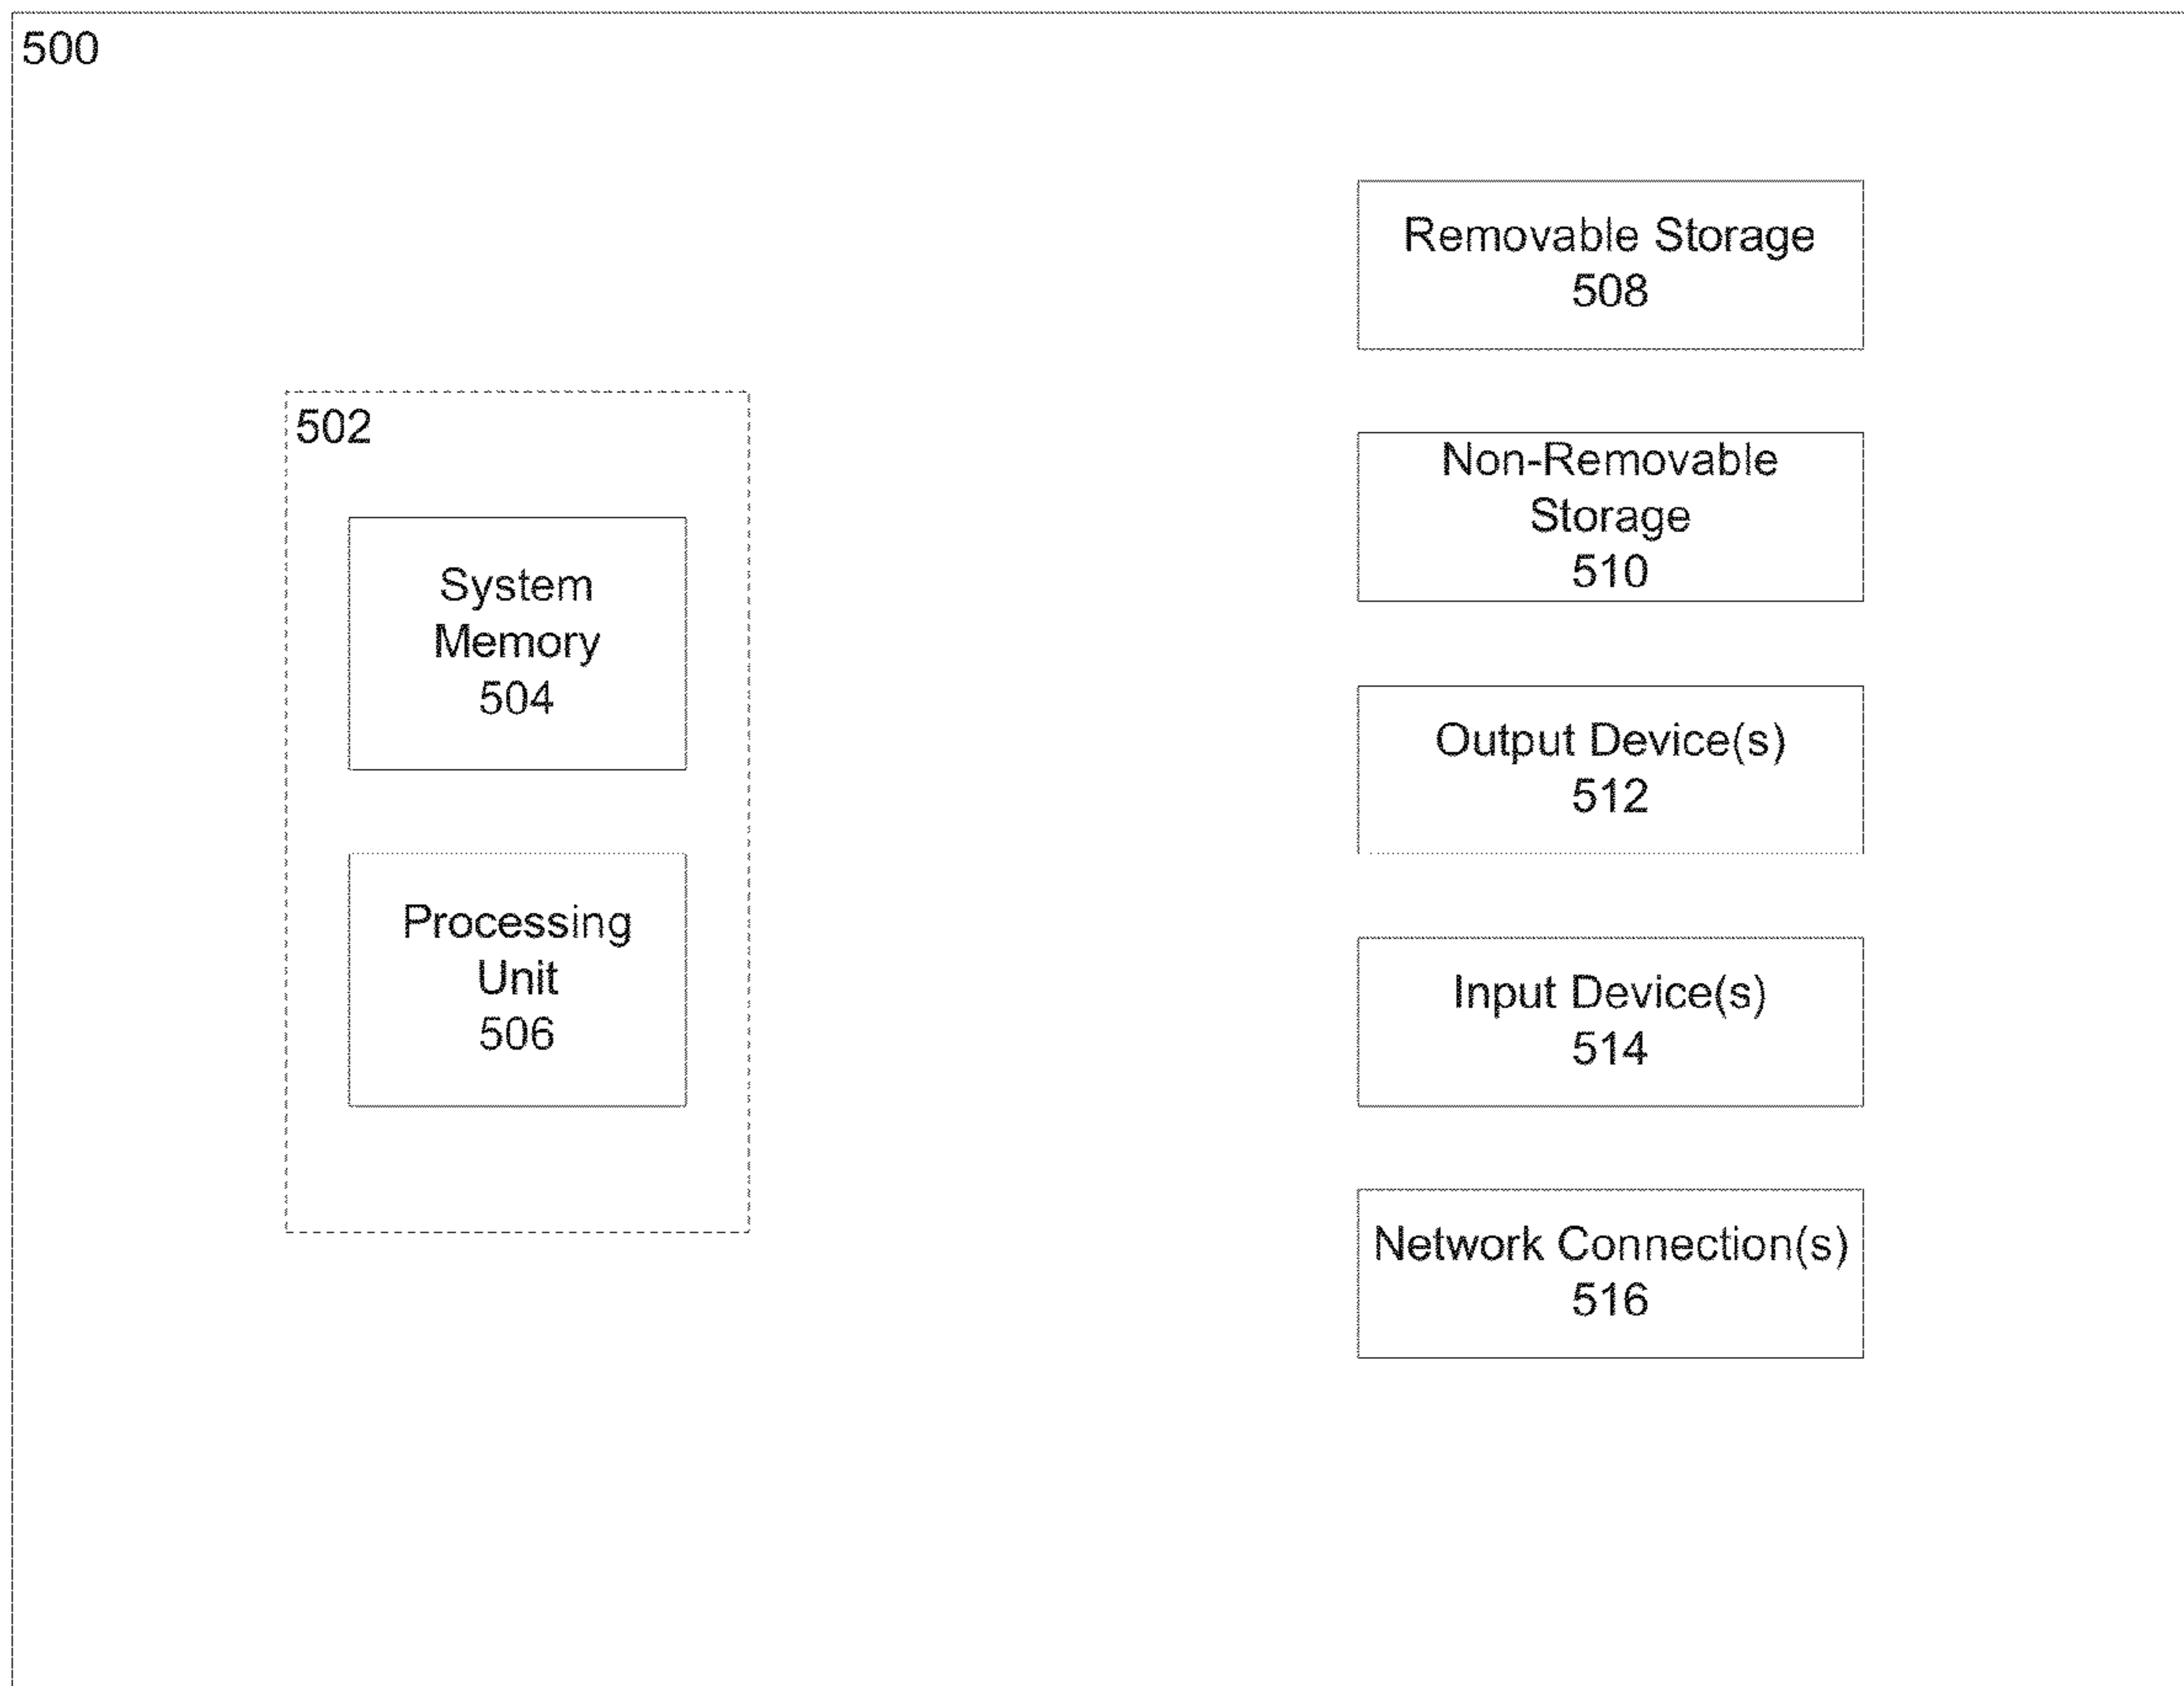 500
502
System
Memory
504
Processing
Unit
506
Removable Storage
508
Non-Removable
Storage
510
Output Device(s)
512
Input Device(s)
514
Network Connection(s)
516